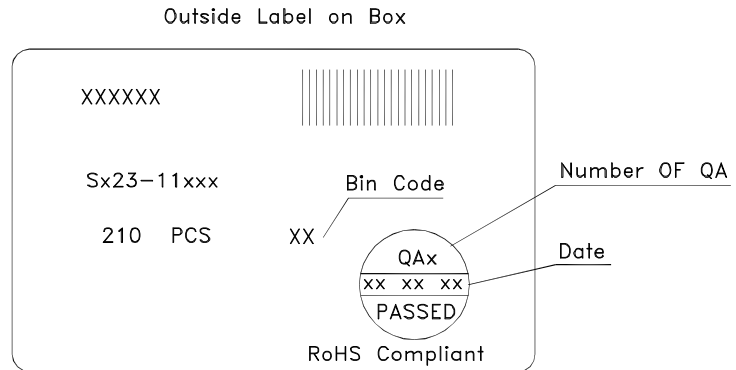 Outside Label on Box
XXXXXX
Sx23-11xxx
Bin Code
Number OF QA
210 PCS
XX
QAx
Date
xx xx xx
PASSED
RoHS Compliant